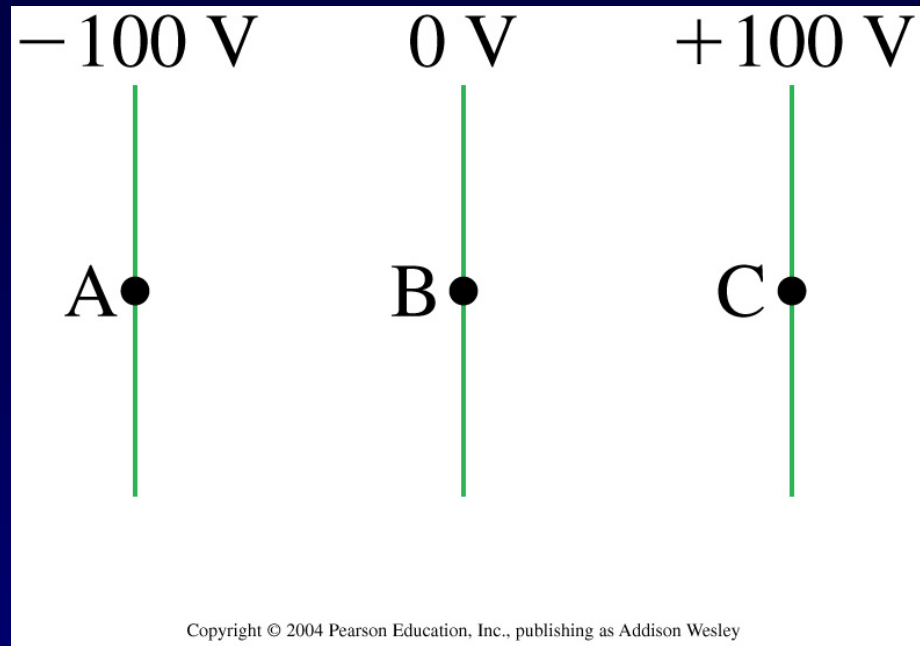 −100 V 0 V +100 V
A B C
Copyright © 2004 Pearson Education, Inc., publishing as Addison Wesley